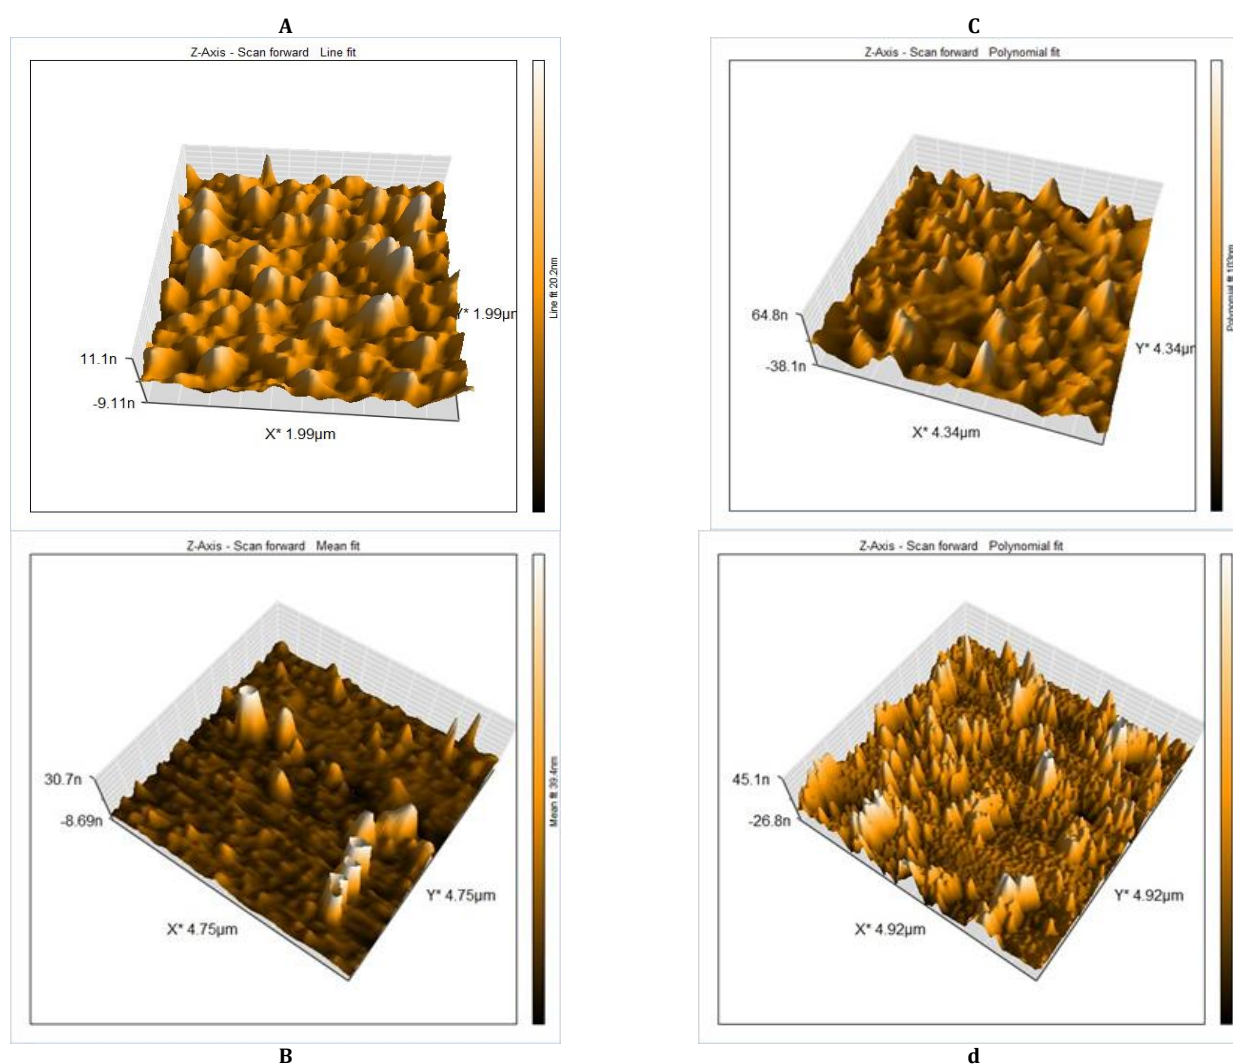 A
Z-Axis - Scan forward Line fit
Line fit 20.2nm
Y* 1.99μm
11.1n
-9.11n
X* 1.99μm
C
Z-Axis - Scan forward Polynomial fit
Polynomial fit 103nm
64.8n
Y* 4.34μm
-38.1n
X* 4.34μm
Z-Axis - Scan forward Mean fit
Mean fit 39.4nm
30.7n
-8.69n
Y* 4.75μm
X* 4.75μm
B
Z-Axis - Scan forward Polynomial fit
45.1n
-26.8n
Y* 4.92μm
X* 4.92μm
d